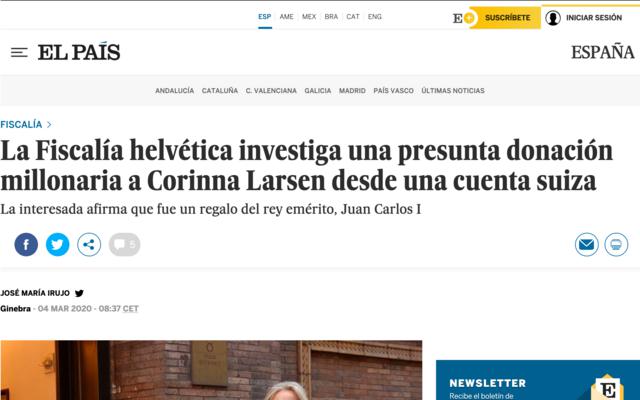 ESP AME MEX BRA CAT ENG
E+ SUSCRÍBETE INICIAR SESIÓN
EL PAÍS ESPAÑA
ANDALUCÍA CATALUÑA C. VALENCIANA GALICIA MADRID PAÍS VASCO ÚLTIMAS NOTICIAS
FISCALÍA >
La Fiscalía helvética investiga una presunta donación
millonaria a Corinna Larsen desde una cuenta suiza
La interesada afirma que fue un regalo del rey emérito, Juan Carlos I
f 5
JOSÉ MARÍA IRUJO
Ginebra - 04 MAR 2020 - 08:37 CET
NEWSLETTER
Recibe el boletín de
E